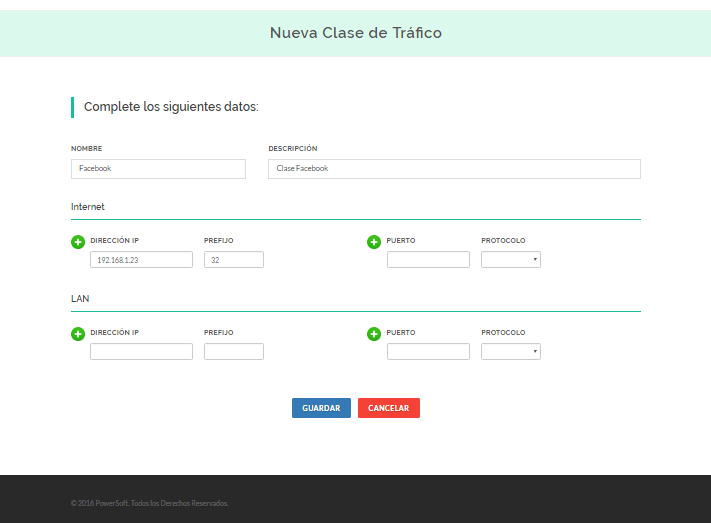 Nueva Clase de Tráfico
Complete los siguientes datos:
NOMBRE DESCRIPCIÓN
Facebook Clase Facebook
Internet
DIRECCIÓN IP PREFIJO PUERTO PROTOCOLO
192.168.1.23 32
LAN
DIRECCIÓN IP PREFIJO PUERTO PROTOCOLO
GUARDAR CANCELAR
© 2016 PowerSoft. Todos los Derechos Reservados.